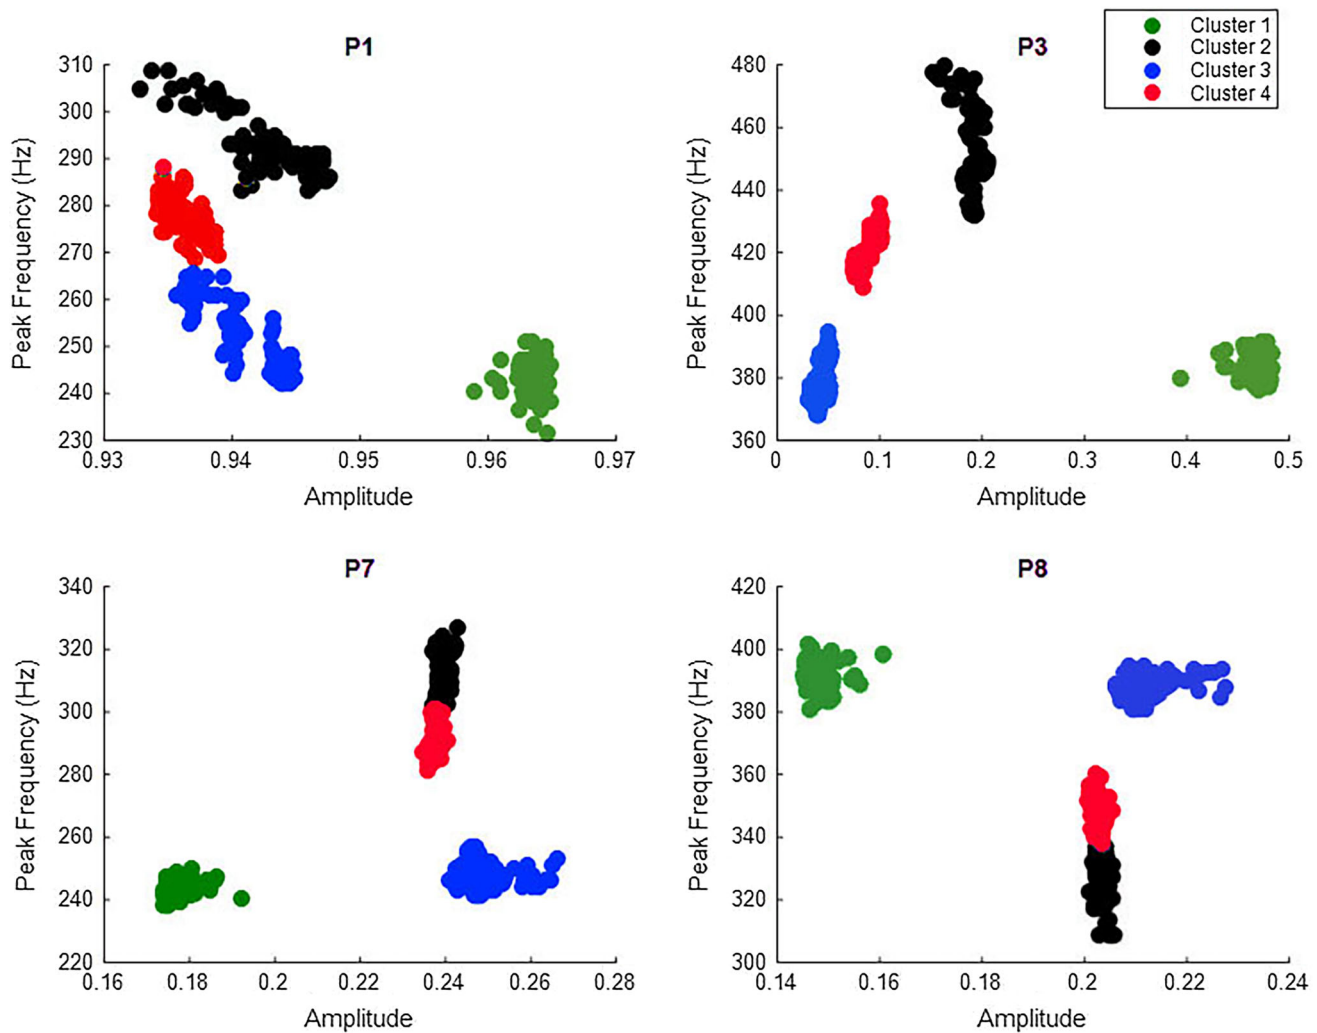 P1
310
300
290
280
270
260
250
240
230
Peak Frequency (Hz)
0.93 0.94 0.95 0.96 0.97
Amplitude
P3
Cluster 1
Cluster 2
Cluster 3
Cluster 4
480
460
440
420
400
380
360
Peak Frequency (Hz)
0 0.1 0.2 0.3 0.4 0.5
Amplitude
P7
340
320
300
280
260
240
220
Peak Frequency (Hz)
0.16 0.18 0.2 0.22 0.24 0.26 0.28
Amplitude
P8
420
400
380
360
340
320
300
Peak Frequency (Hz)
0.14 0.16 0.18 0.2 0.22 0.24
Amplitude